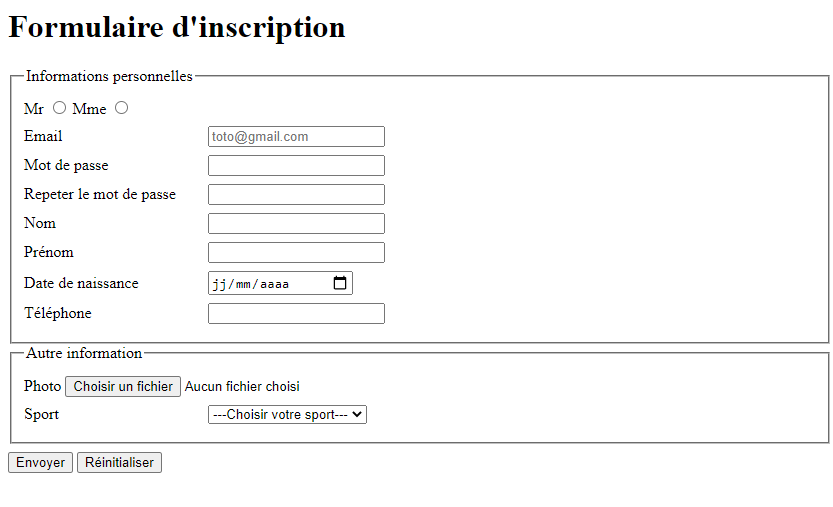 Formulaire d'inscription
Informations personnelles
Mr Mme
Email toto@gmail.com
Mot de passe
Repeter le mot de passe
Nom
Prénom
Date de naissance jj/mm/aaaa
Téléphone
Autre information
Photo Choisir un fichier Aucun fichier choisi
Sport ---Choisir votre sport---
Envoyer Réinitialiser